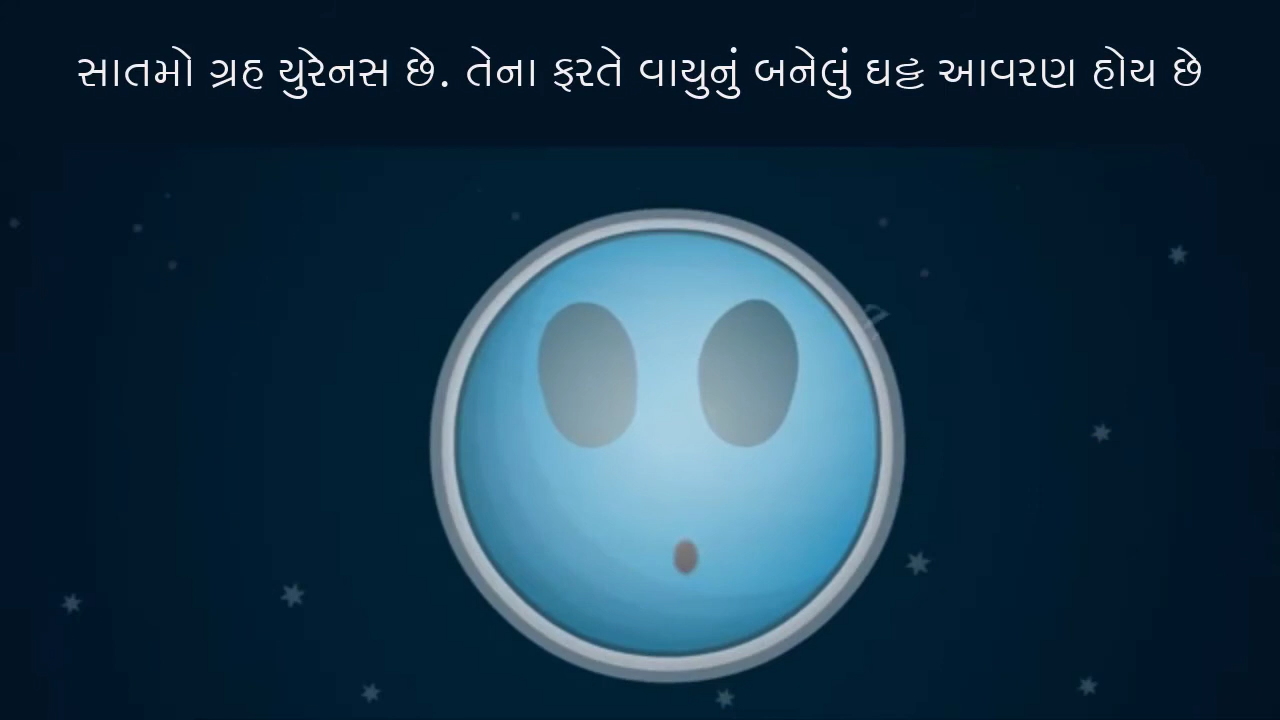 સાતમો ગ્રહ યુરેનસ છે. તેના ફરતે વાયુનું બનેલું ઘટ્ટ આવરણ હોય છે